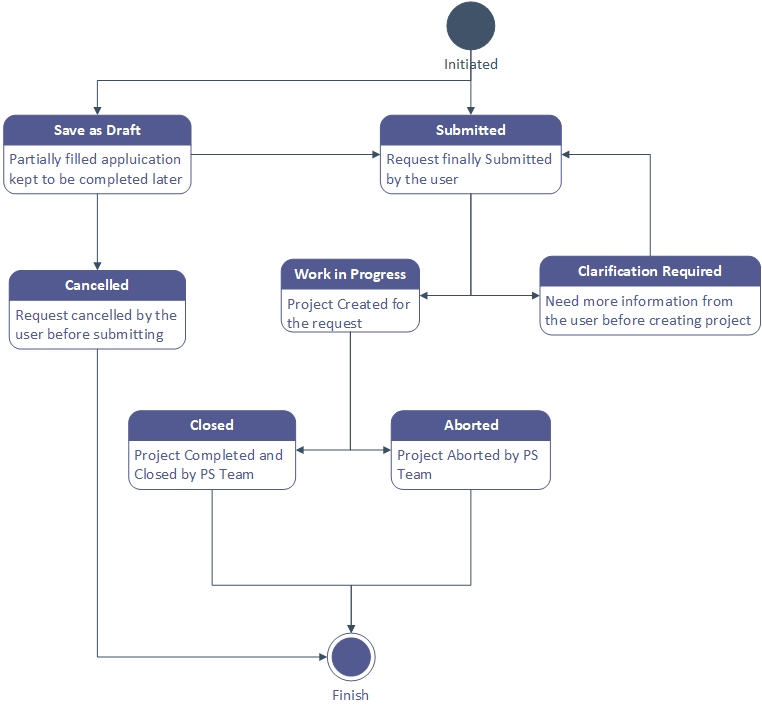 Initiated
Save as Draft
Partially filled appluication
kept to be completed later
Submitted
Request finally Submitted
by the user
Cancelled
Request cancelled by the
user before submitting
Work in Progress
Project Created for
the request
Clarification Required
Need more information from
the user before creating project
Closed
Project Completed and
Closed by PS Team
Aborted
Project Aborted by PS
Team
Finish